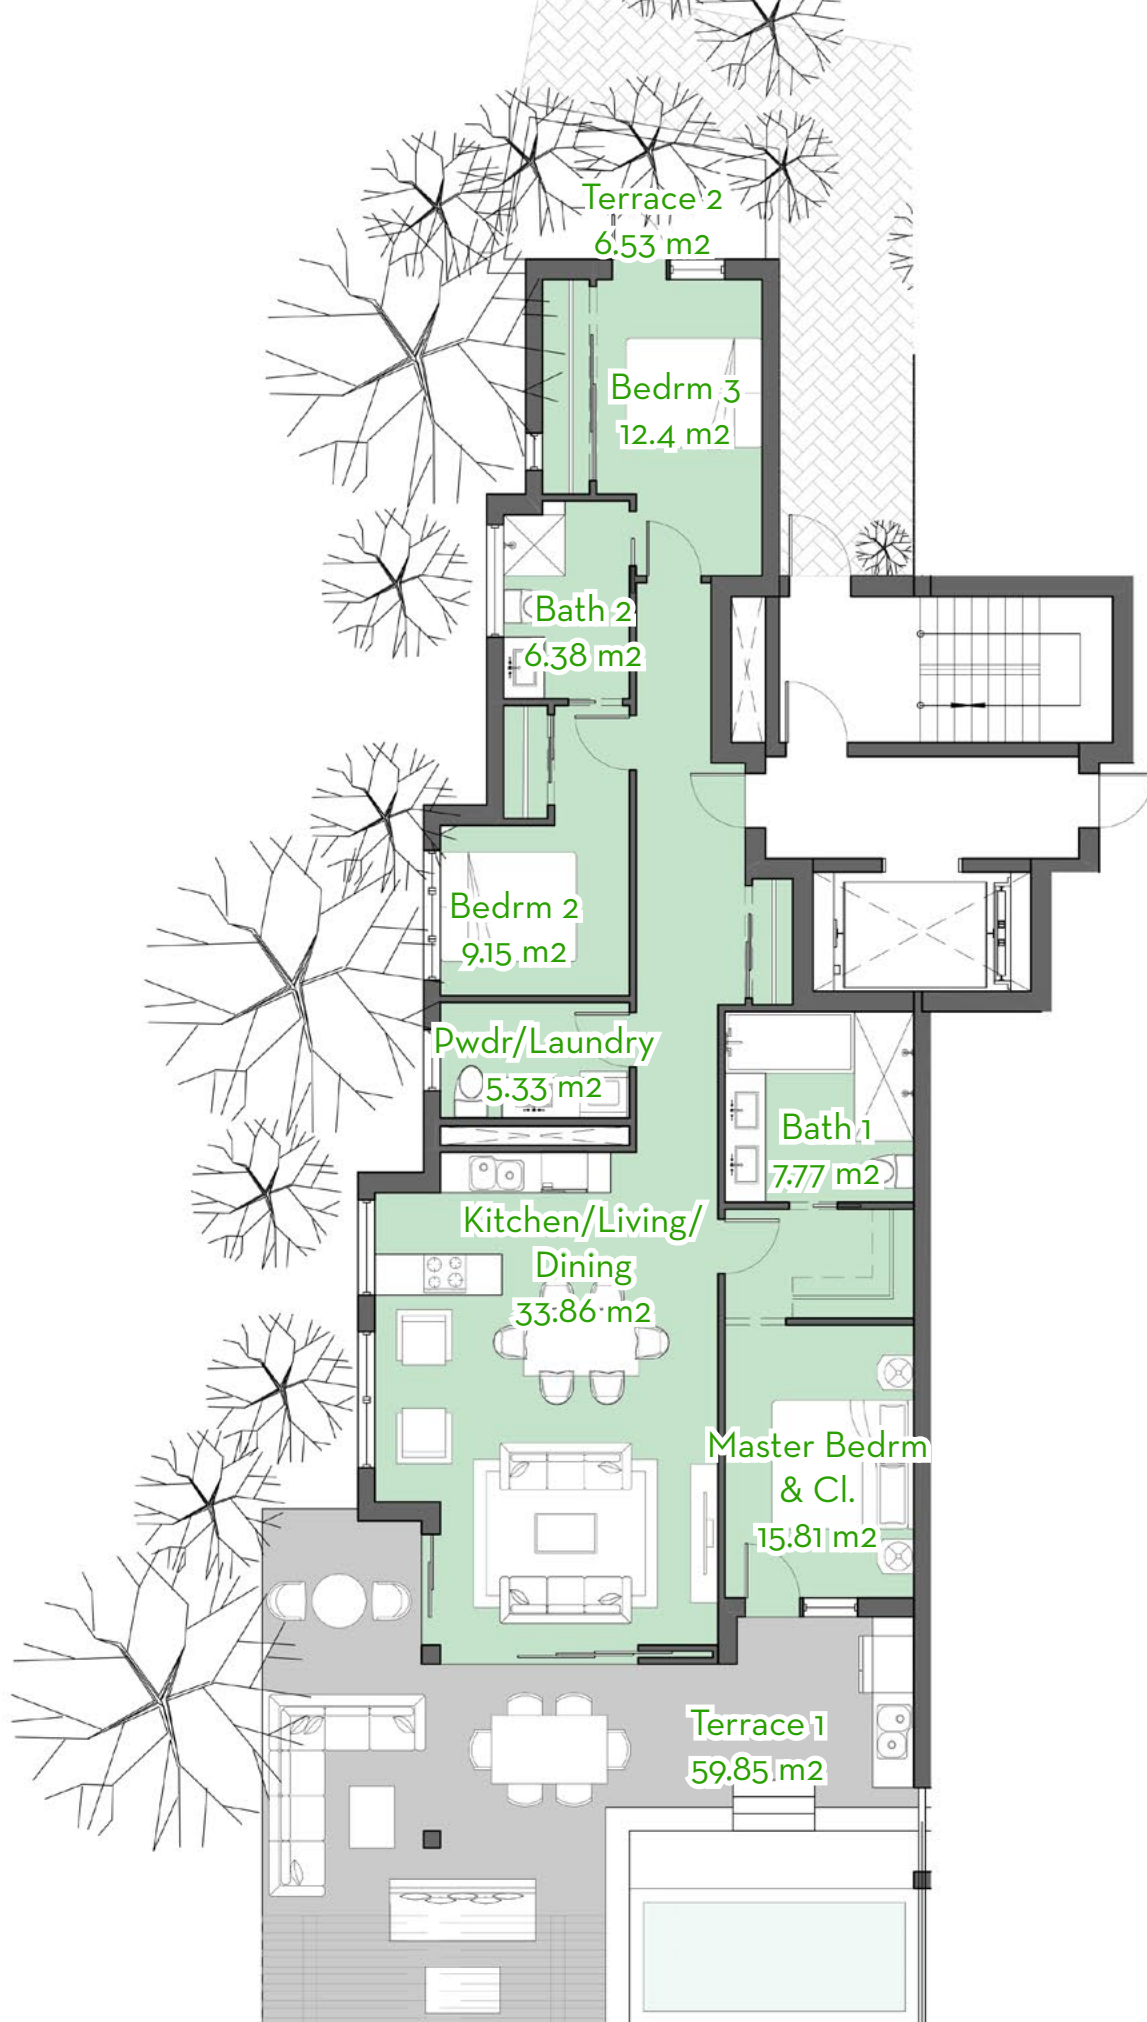 Terrace 2
6.53 m2
Bedrm 3
12.4 m2
Bath 2
6.38 m2
Bedrm 2
9.15 m2
Pwdr/Laundry
5.33 m2
Bath 1
7.77 m2
Kitchen/Living/
Dining
33.86 m2
Master Bedrm
& Cl.
15.81 m2
Terrace 1
59.85 m2